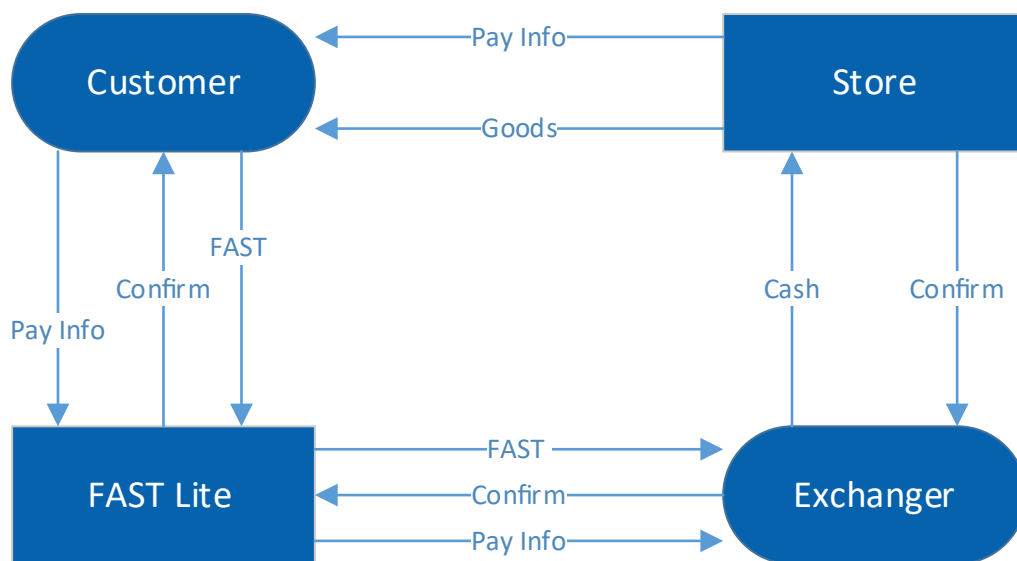 Pay Info
Customer
Store
Goods
FAST
Confirm
Cash
Confirm
Pay Info
FAST
FAST Lite
Confirm
Exchanger
Pay Info